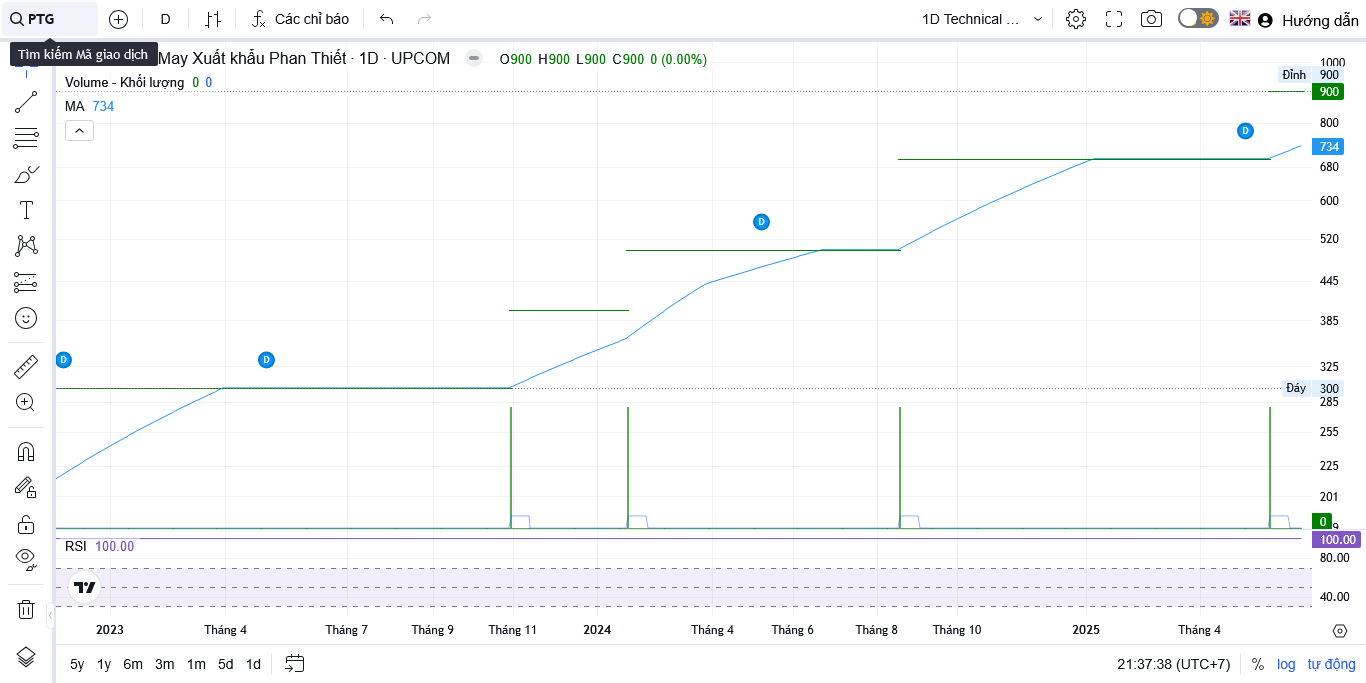 PTG
D
Các chỉ báo
1D Technical ...
Hướng dẫn
Tìm kiếm Mã giao dịch
May Xuất khẩu Phan Thiết · 1D · UPCOM
O900 H900 L900 C900 0 (0.00%)
Volume - Khối lượng 0 0
MA 734
1000
Đỉnh 900
900
800
D
734
680
600
D
520
445
385
D
D
325
Đáy 300
285
255
225
201
0
9
RSI 100.00
100.00
80.00
40.00
2023 Tháng 4 Tháng 7 Tháng 9 Tháng 11 2024 Tháng 4 Tháng 6 Tháng 8 Tháng 10 2025 Tháng 4
5y 1y 6m 3m 1m 5d 1d
21:37:38 (UTC+7) % log tự động